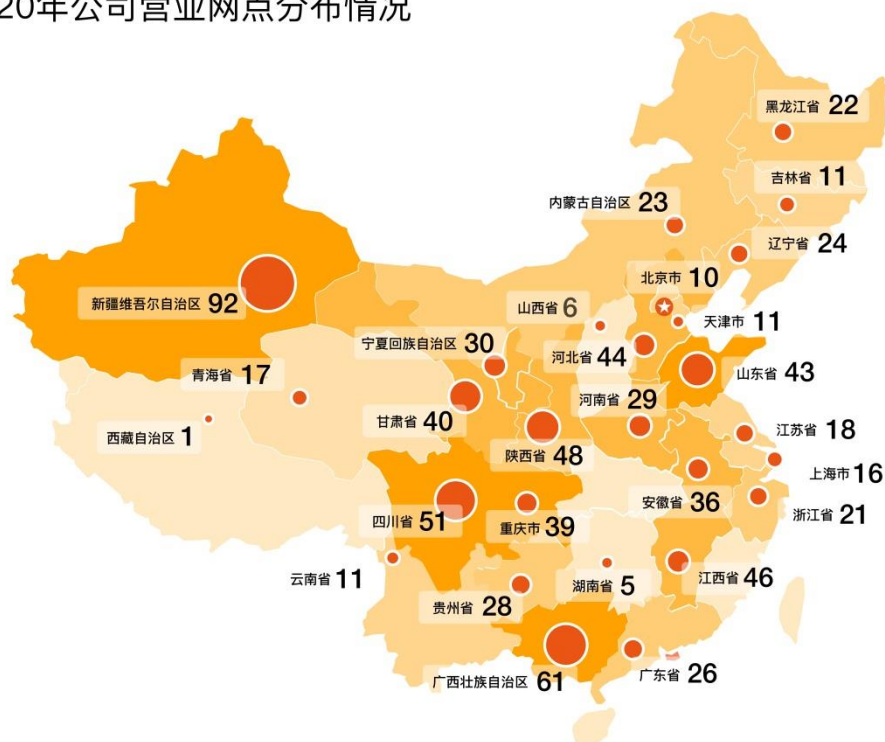 20年公司营业网点分布情况
黑龙江省 22
吉林省 11
内蒙古自治区 23
辽宁省 24
北京市 10
新疆维吾尔自治区 92
山西省 6
天津市 11
宁夏回族自治区 30
河北省 44
青海省 17
山东省 43
甘肃省 40
河南省 29
西藏自治区 1
陕西省 48
江苏省 18
上海市 16
四川省 51
重庆市 39
安徽省 36
浙江省 21
云南省 11
贵州省 28
湖南省 5
江西省 46
广西壮族自治区 61
广东省 26